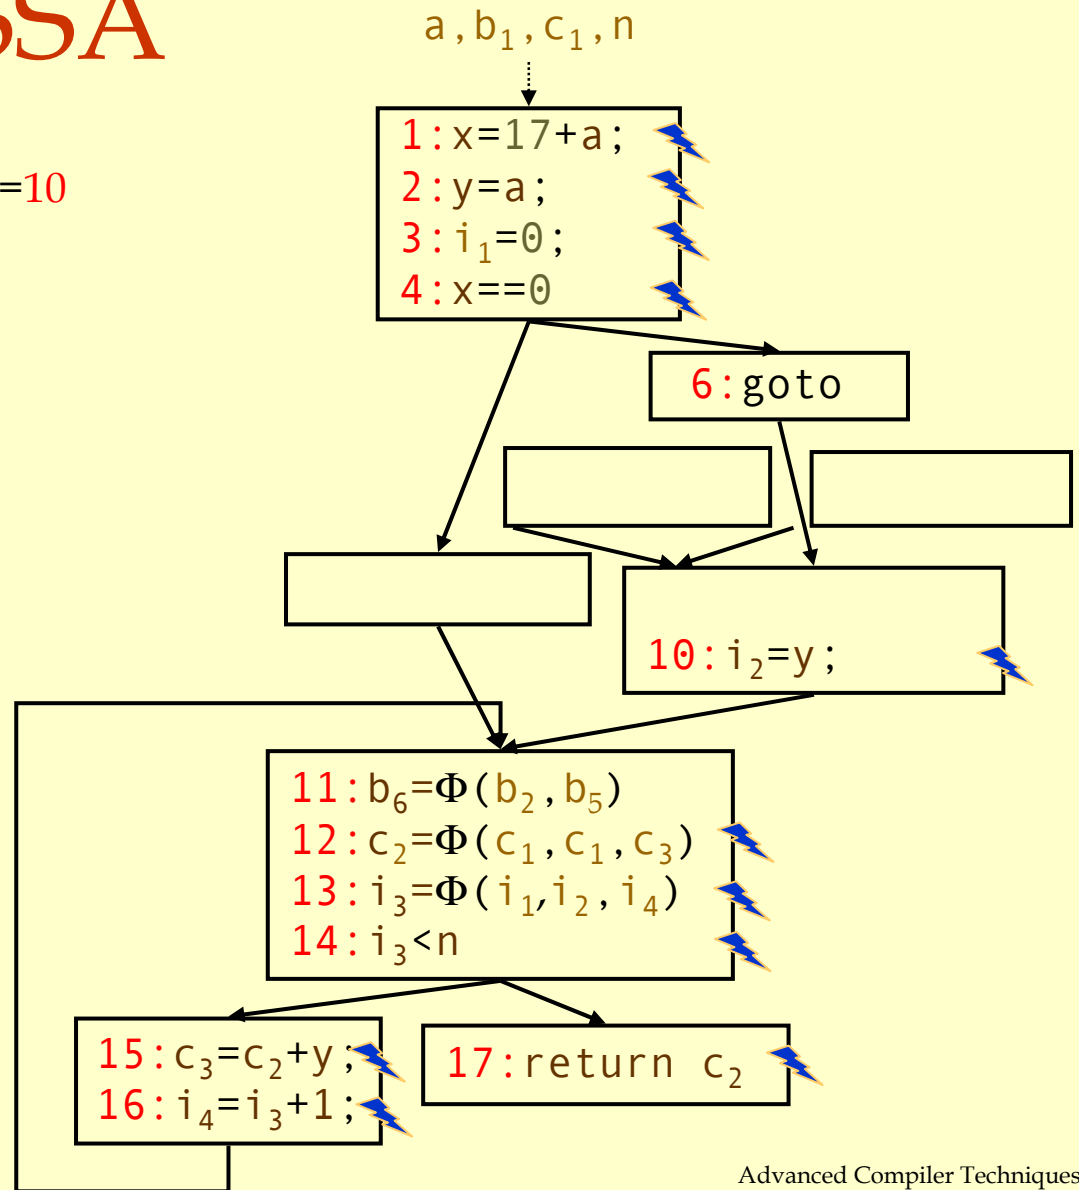 SSA
a,b₁,c₁,n
=10
1:x=17+a;
2:y=a;
3:i₁=0;
4:x==0
6:goto
10:i₂=y;
11:b₆=Φ(b₂,b₅)
12:c₂=Φ(c₁,c₁,c₃)
13:i₃=Φ(i₁,i₂,i₄)
14:i₃<n
15:c₃=c₂+y;
16:i₄=i₃+1;
17:return c₂
Advanced Compiler Techniques